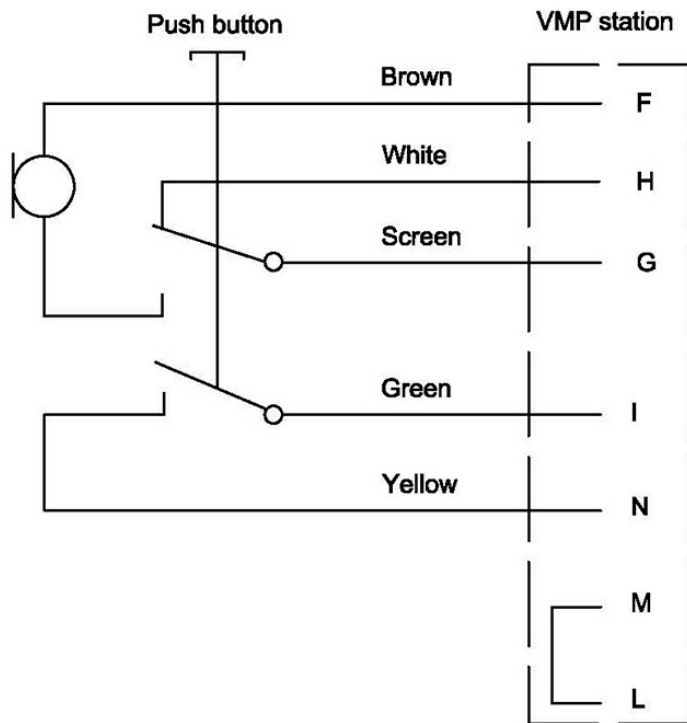 Push button
VMP station
Brown
F
White
H
Screen
G
Green
I
Yellow
N
M
L